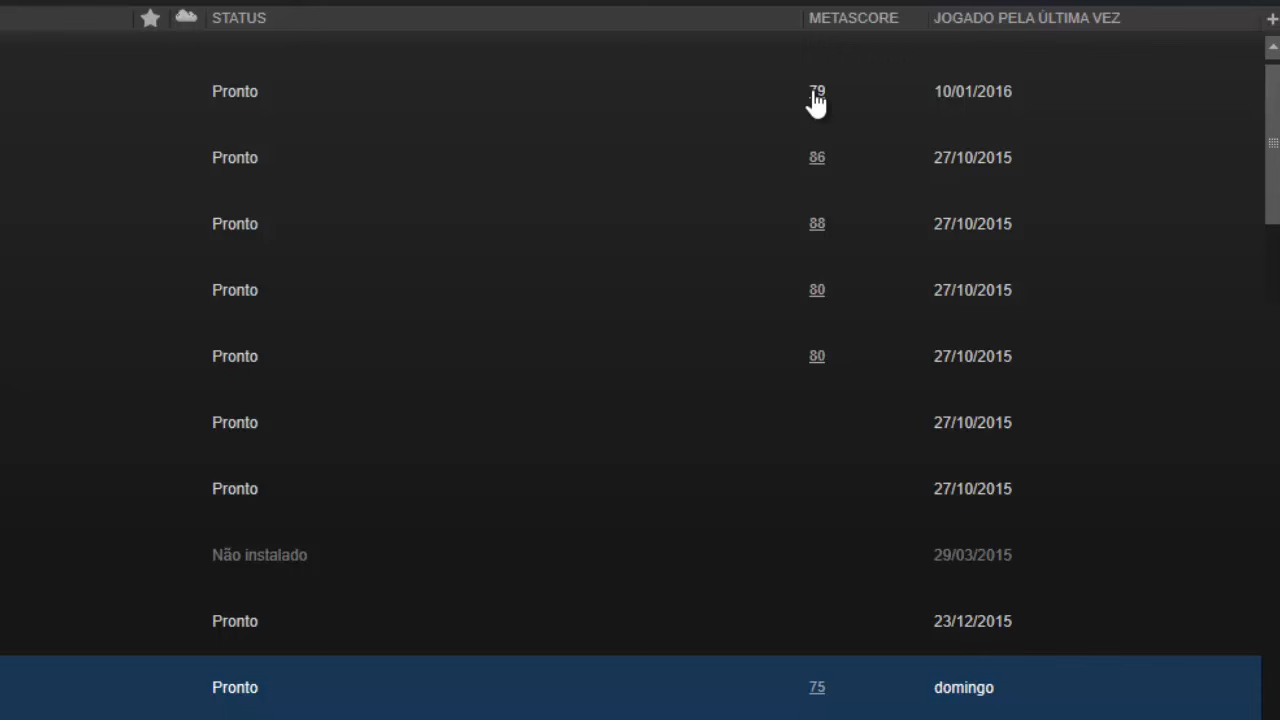 STATUS METASCORE JOGADO PELA ÚLTIMA VEZ +
Pronto 79 10/01/2016
Pronto 86 27/10/2015
Pronto 88 27/10/2015
Pronto 80 27/10/2015
Pronto 80 27/10/2015
Pronto 27/10/2015
Pronto 27/10/2015
Não instalado 29/03/2015
Pronto 23/12/2015
Pronto 75 domingo